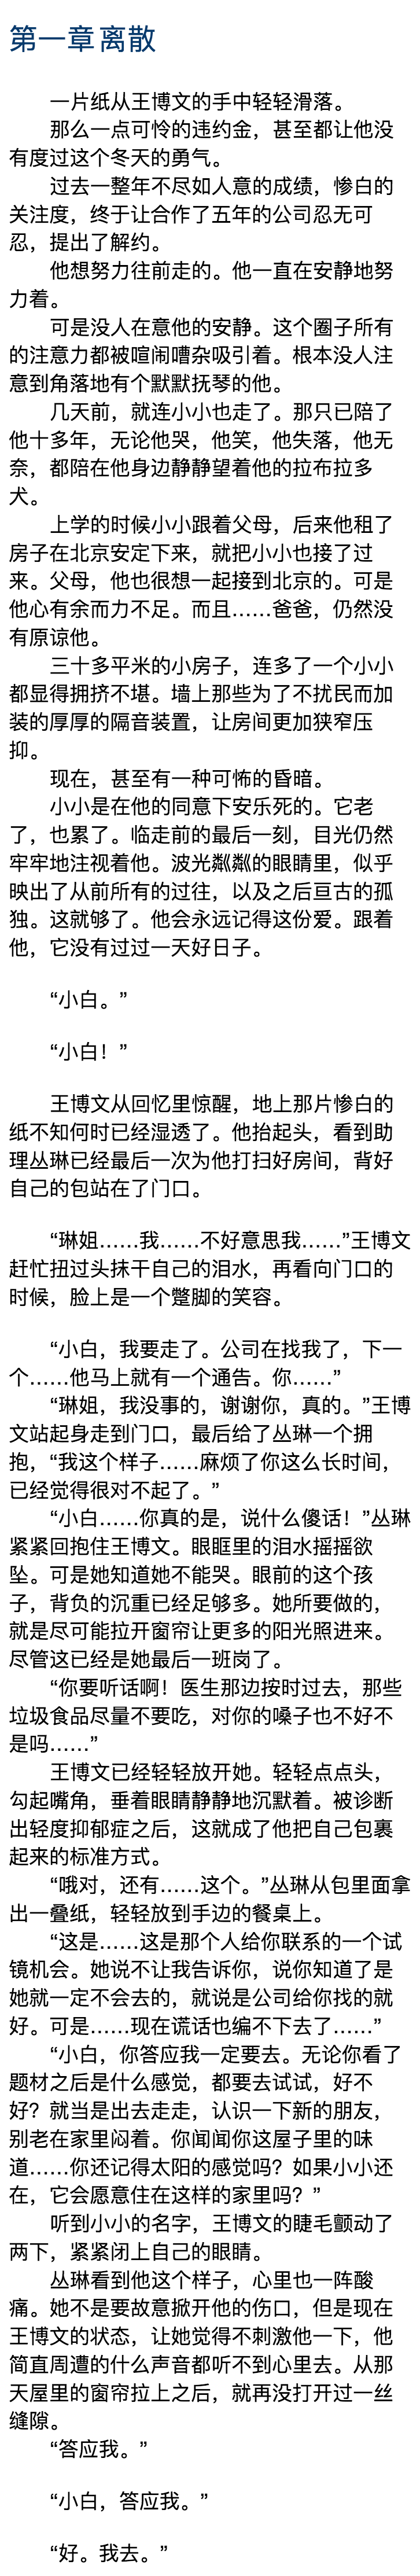 第一章 离散
一片纸从王博文的手中轻轻滑落。
那么一点可怜的违约金，甚至都让他没
有度过这个冬天的勇气。
过去一整年不尽如人意的成绩，惨白的
关注度，终于让合作了五年的公司忍无可
忍，提出了解约。
他想努力往前走的。他一直在安静地努
力着。
可是没人在意他的安静。这个圈子所有
的注意力都被喧闹嘈杂吸引着。根本没人注
意到角落地有个默默抚琴的他。
几天前，就连小小也走了。那只已陪了
他十多年，无论他哭，他笑，他失落，他无
奈，都陪在他身边静静望着他的拉布拉多
犬。
上学的时候小小跟着父母，后来他租了
房子在北京安定下来，就把小小也接了过
来。父母，他也很想一起接到北京的。可是
他心有余而力不足。而且……爸爸，仍然没
有原谅他。
三十多平米的小房子，连多了一个小小
都显得拥挤不堪。墙上那些为了不扰民而加
装的厚厚的隔音装置，让房间更加狭窄压
抑。
现在，甚至有一种可怖的昏暗。
小小是在他的同意下安乐死的。它老
了，也累了。临走前的最后一刻，目光仍然
牢牢地注视着他。波光粼粼的眼睛里，似乎
映出了从前所有的过往，以及之后亘古的孤
独。这就够了。他会永远记得这份爱。跟着
他，它没有过过一天好日子。
“小白。”
“小白！”
王博文从回忆里惊醒，地上那片惨白的
纸不知何时已经湿透了。他抬起头，看到助
理丛琳已经最后一次为他打扫好房间，背好
自己的包站在了门口。
“琳姐……我……不好意思我……”王博文
赶忙扭过头抹干自己的泪水，再看向门口的
时候，脸上是一个蹩脚的笑容。
“小白，我要走了。公司在找我了，下一
个……他马上就有一个通告。你……”
“琳姐，我没事的，谢谢你，真的。”王博
文站起身走到门口，最后给了丛琳一个拥
抱，“我这个样子……麻烦了你这么长时间，
已经觉得很对不起了。”
“小白……你真的是，说什么傻话！”丛琳
紧紧回抱住王博文。眼眶里的泪水摇摇欲
坠。可是她知道她不能哭。眼前的这个孩
子，背负的沉重已经足够多。她所要做的，
就是尽可能拉开窗帘让更多的阳光照进来。
尽管这已经是她最后一班岗了。
“你要听话啊！医生那边按时过去，那些
垃圾食品尽量不要吃，对你的嗓子也不好不
是吗……”
王博文已经轻轻放开她。轻轻点点头，
勾起嘴角，垂着眼睛静静地沉默着。被诊断
出轻度抑郁症之后，这就成了他把自己包裹
起来的标准方式。
“哦对，还有……这个。”丛琳从包里面拿
出一叠纸，轻轻放到手边的餐桌上。
“这是……这是那个人给你联系的一个试
镜机会。她说不让我告诉你，说你知道了是
她就一定不会去的，就说是公司给你找的就
好。可是……现在谎话也编不下去了……”
“小白，你答应我一定要去。无论你看了
题材之后是什么感觉，都要去试试，好不
好？就当是出去走走，认识一下新的朋友，
别老在家里闷着。你闻闻你这屋子里的味
道……你还记得太阳的感觉吗？如果小小还
在，它会愿意住在这样的家里吗？”
听到小小的名字，王博文的睫毛颤动了
两下，紧紧闭上自己的眼睛。
丛琳看到他这个样子，心里也一阵酸
痛。她不是要故意掀开他的伤口，但是现在
王博文的状态，让她觉得不刺激他一下，他
简直周遭的什么声音都听不到心里去。从那
天屋里的窗帘拉上之后，就再没打开过一丝
缝隙。
“答应我。”
“小白，答应我。”
“好。我去。”